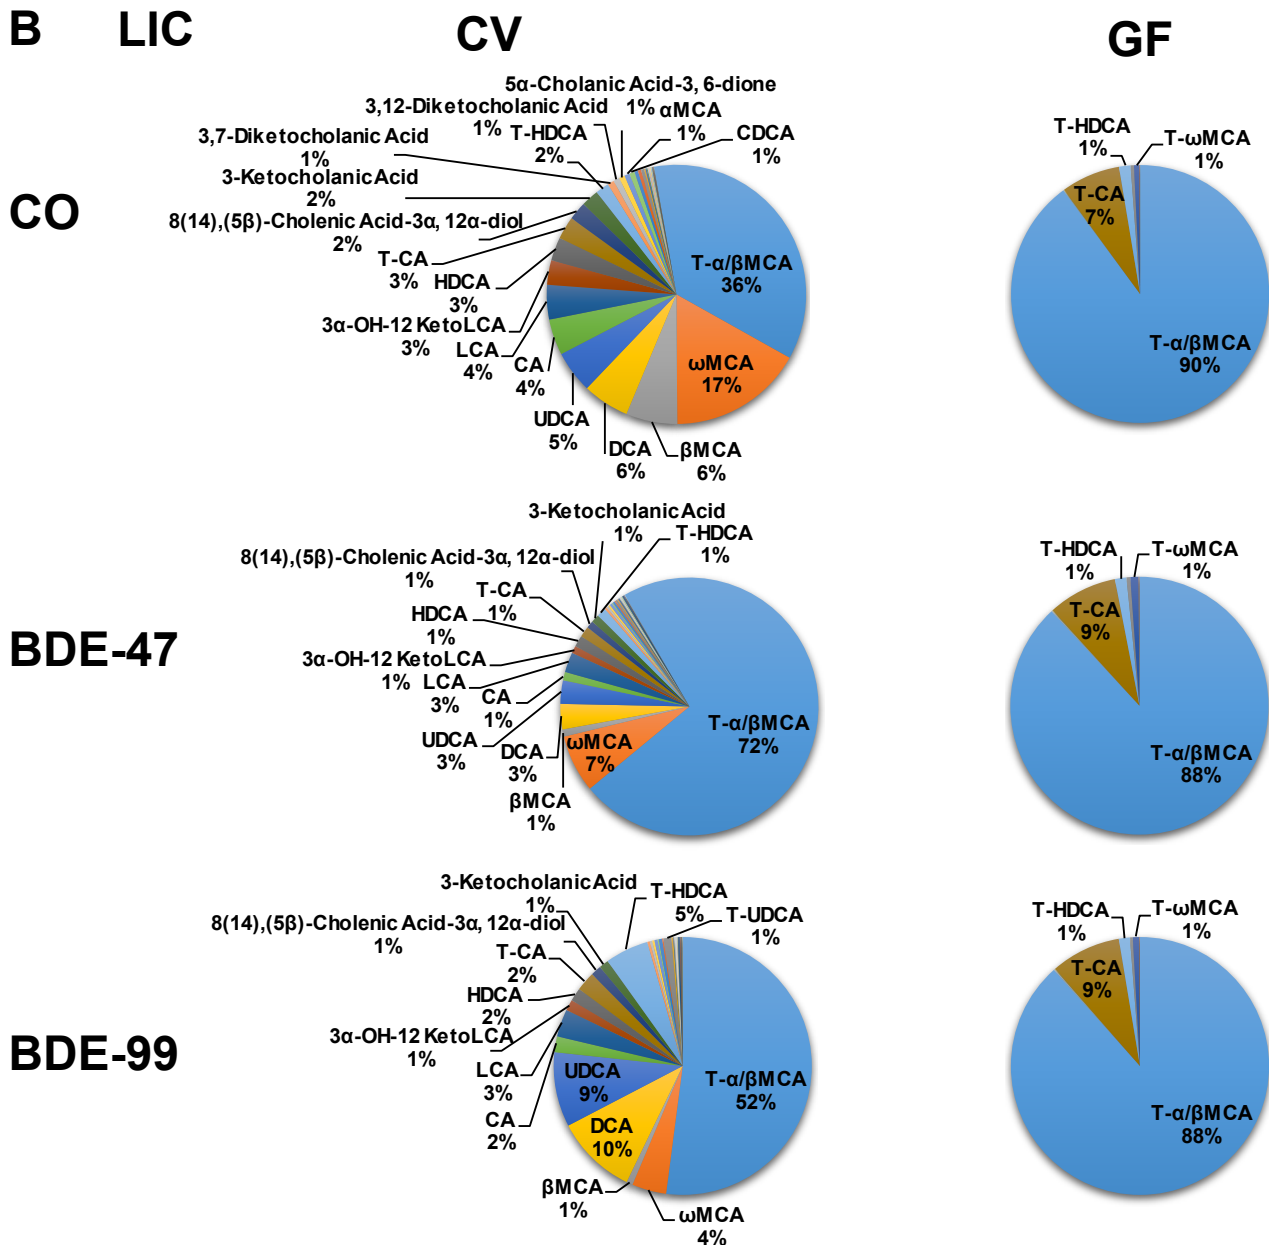 B LIC CV GF
CO
5α-Cholanic Acid-3, 6-dione
1%
3,12-Diketocholanic Acid
1%
αMCA
1%
3,7-Diketocholanic Acid
1%
T-HDCA
2%
CDCA
1%
3-Ketocholanic Acid
2%
8(14),(5β)-Cholenic Acid-3α, 12α-diol
2%
T-CA
3%
HDCA
3%
3α-OH-12 KetoLCA
3%
LCA
4%
CA
4%
UDCA
5%
DCA
6%
βMCA
6%
ωMCA
17%
T-α/βMCA
36%
T-HDCA
1%
T-ωMCA
1%
T-CA
7%
T-α/βMCA
90%
BDE-47
3-Ketocholanic Acid
1%
T-HDCA
1%
8(14),(5β)-Cholenic Acid-3α, 12α-diol
1%
T-CA
1%
HDCA
1%
3α-OH-12 KetoLCA
1%
LCA
3%
CA
1%
UDCA
3%
DCA
3%
βMCA
1%
ωMCA
7%
T-α/βMCA
72%
T-HDCA
1%
T-ωMCA
1%
T-CA
9%
T-α/βMCA
88%
BDE-99
3-Ketocholanic Acid
1%
T-HDCA
5%
T-UDCA
1%
8(14),(5β)-Cholenic Acid-3α, 12α-diol
1%
T-CA
2%
HDCA
2%
3α-OH-12 KetoLCA
1%
LCA
3%
CA
2%
UDCA
9%
DCA
10%
βMCA
1%
ωMCA
4%
T-α/βMCA
52%
T-HDCA
1%
T-ωMCA
1%
T-CA
9%
T-α/βMCA
88%